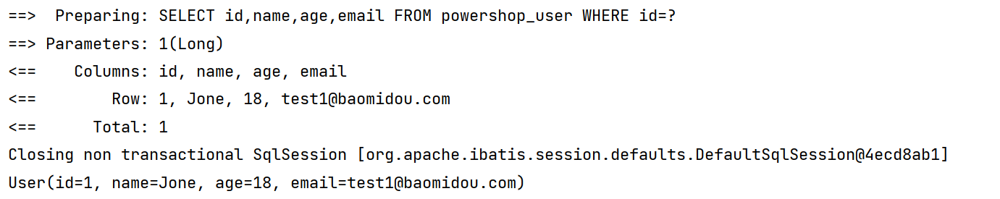 ==>  Preparing: SELECT id,name,age,email FROM powershop_user WHERE id=?
==> Parameters: 1(Long)
<==    Columns: id, name, age, email
<==        Row: 1, Jone, 18, test1@baomidou.com
<==      Total: 1
Closing non transactional SqlSession [org.apache.ibatis.session.defaults.DefaultSqlSession@4ecd8ab1]
User(id=1, name=Jone, age=18, email=test1@baomidou.com)